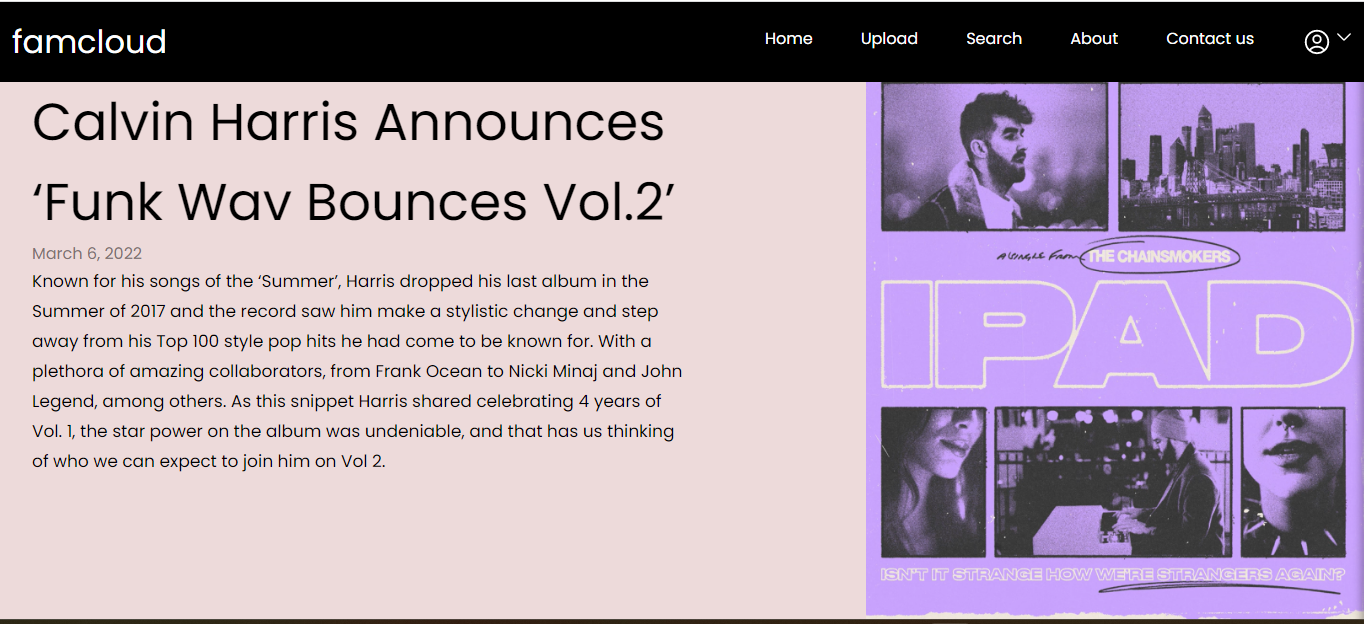 famcloud
Home Upload Search About Contact us
Calvin Harris Announces
‘Funk Wav Bounces Vol.2’
March 6, 2022
Known for his songs of the ‘Summer’, Harris dropped his last album in the
Summer of 2017 and the record saw him make a stylistic change and step
away from his Top 100 style pop hits he had come to be known for. With a
plethora of amazing collaborators, from Frank Ocean to Nicki Minaj and John
Legend, among others. As this snippet Harris shared celebrating 4 years of
Vol. 1, the star power on the album was undeniable, and that has us thinking
of who we can expect to join him on Vol 2.
A SINGLE FROM THE CHAINSMOKERS
IPAD
ISN'T IT STRANGE HOW WE'RE STRANGERS AGAIN?